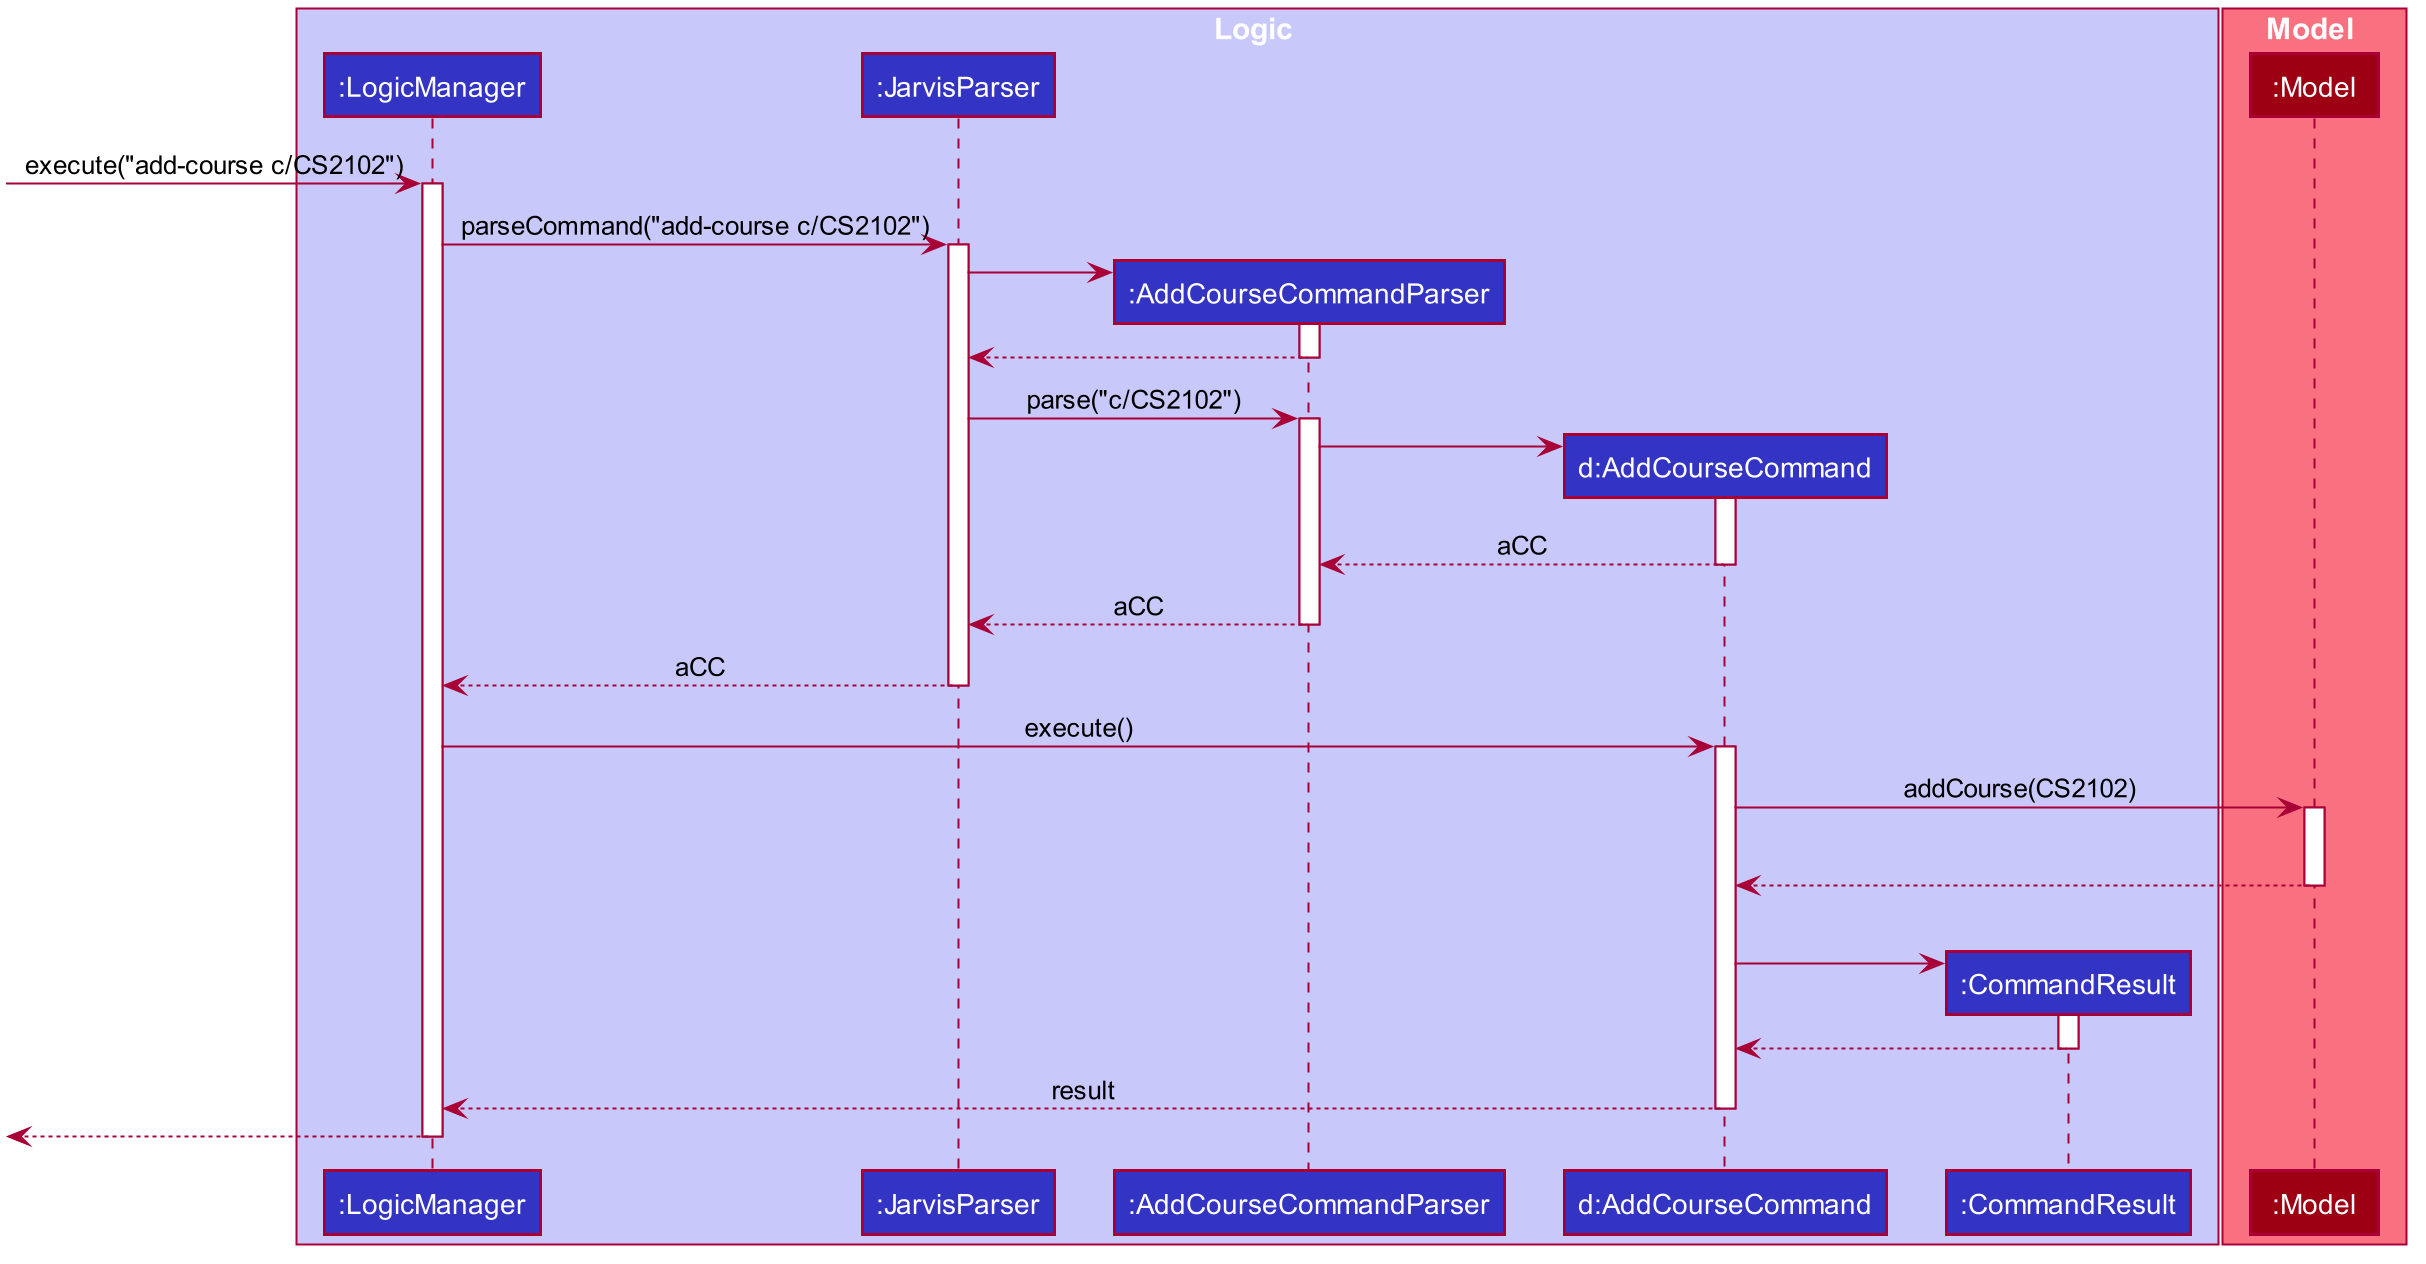 Logic
Model
:LogicManager
:JarvisParser
:Model
execute("add-course c/CS2102")
parseCommand("add-course c/CS2102")
:AddCourseCommandParser
parse("c/CS2102")
d:AddCourseCommand
aCC
aCC
aCC
execute()
addCourse(CS2102)
:CommandResult
result
:LogicManager
:JarvisParser
:AddCourseCommandParser
d:AddCourseCommand
:CommandResult
:Model